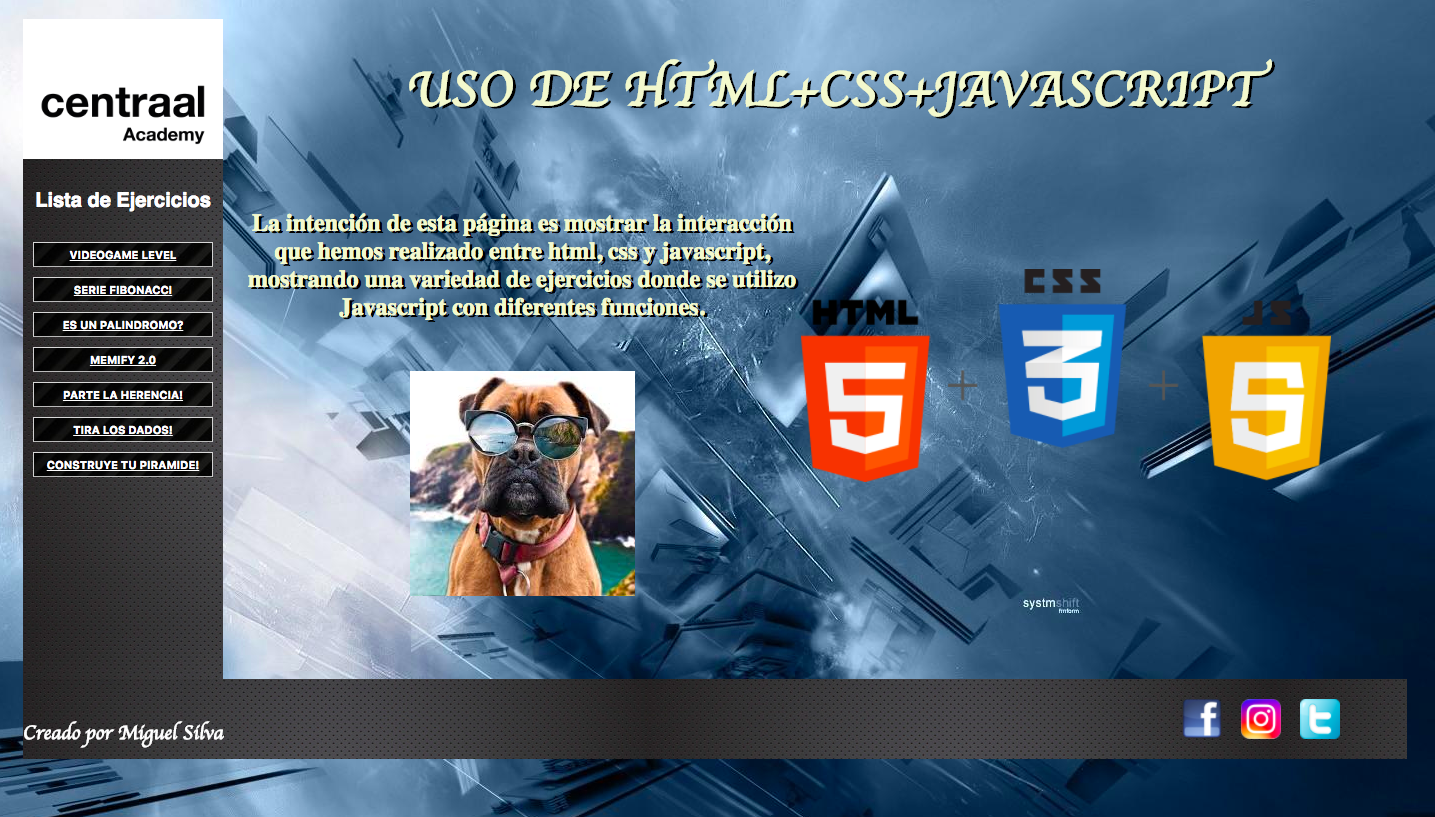 centraal
Academy
USO DE HTML+CSS+JAVASCRIPT
Lista de Ejercicios
VIDEOGAME LEVEL
SERIE FIBONACCI
ES UN PALINDROMO?
MEMIFY 2.0
PARTE LA HERENCIA!
TIRA LOS DADOS!
CONSTRUYE TU PIRAMIDE!
La intención de esta página es mostrar la interacción
que hemos realizado entre html, css y javascript,
mostrando una variedad de ejercicios donde se utilizo
Javascript con diferentes funciones.
HTML
5
+
CSS
3
+
JS
5
systmshift
frnform
Creado por Miguel Silva
f
t